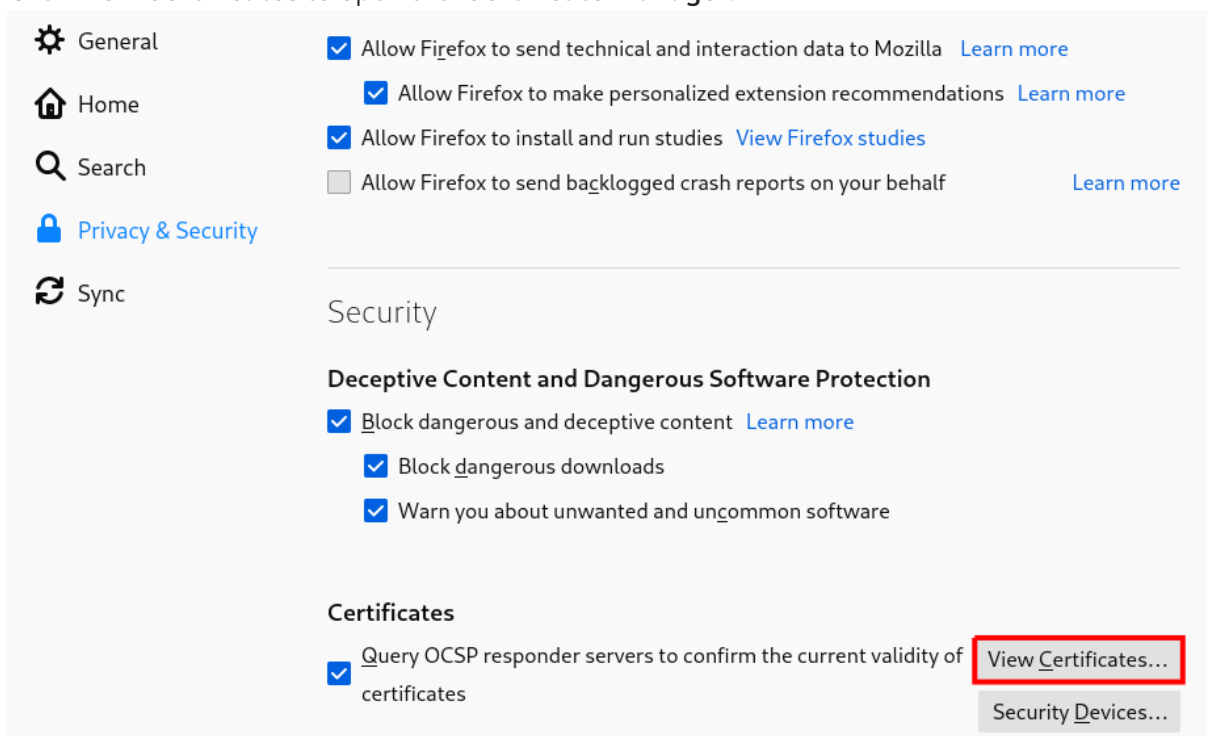 General
Home
Search
Privacy & Security
Sync
Allow Firefox to send technical and interaction data to Mozilla Learn more
Allow Firefox to make personalized extension recommendations Learn more
Allow Firefox to install and run studies View Firefox studies
Allow Firefox to send backlogged crash reports on your behalf Learn more
Security
Deceptive Content and Dangerous Software Protection
Block dangerous and deceptive content Learn more
Block dangerous downloads
Warn you about unwanted and uncommon software
Certificates
Query OCSP responder servers to confirm the current validity of
certificates
View Certificates...
Security Devices...